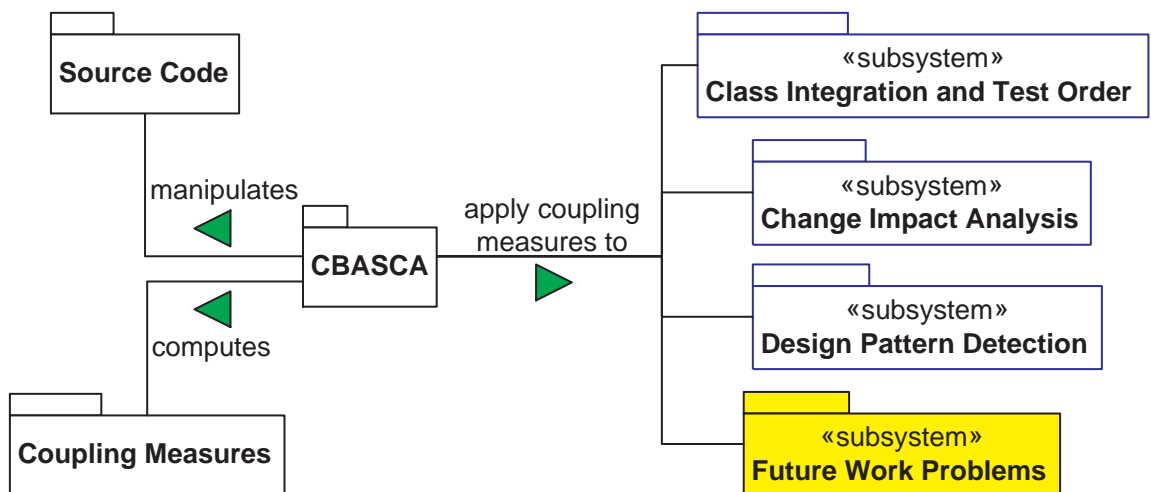 Source Code
manipulates
CBASCA
computes
Coupling Measures
apply coupling
measures to
«subsystem»
Class Integration and Test Order
«subsystem»
Change Impact Analysis
«subsystem»
Design Pattern Detection
«subsystem»
Future Work Problems